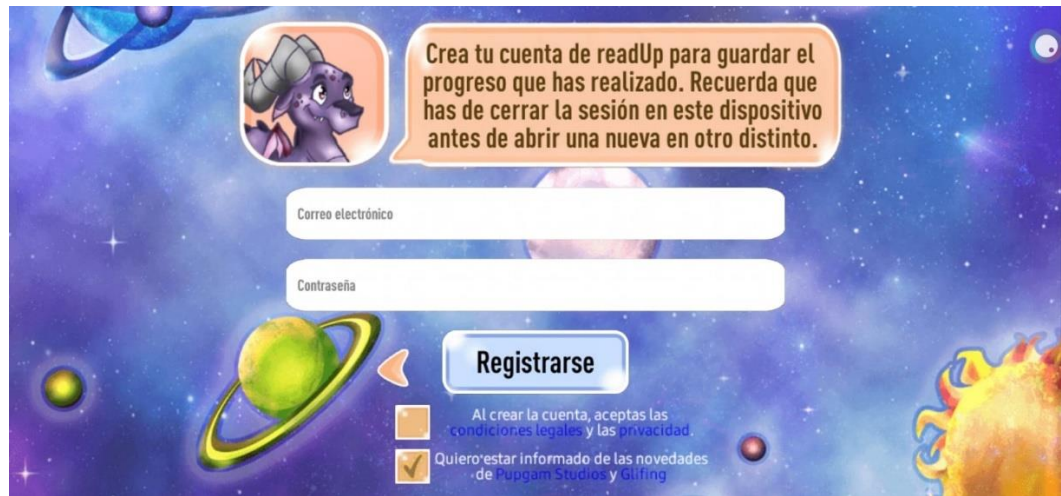 Crea tu cuenta de readUp para guardar el
progreso que has realizado. Recuerda que
has de cerrar la sesión en este dispositivo
antes de abrir una nueva en otro distinto.
Correo electrónico
Contraseña
Registrarse
Al crear la cuenta, aceptas las
condiciones legales y las privacidad.
Quiero estar informado de las novedades
de Pupgam Studios y Glifing